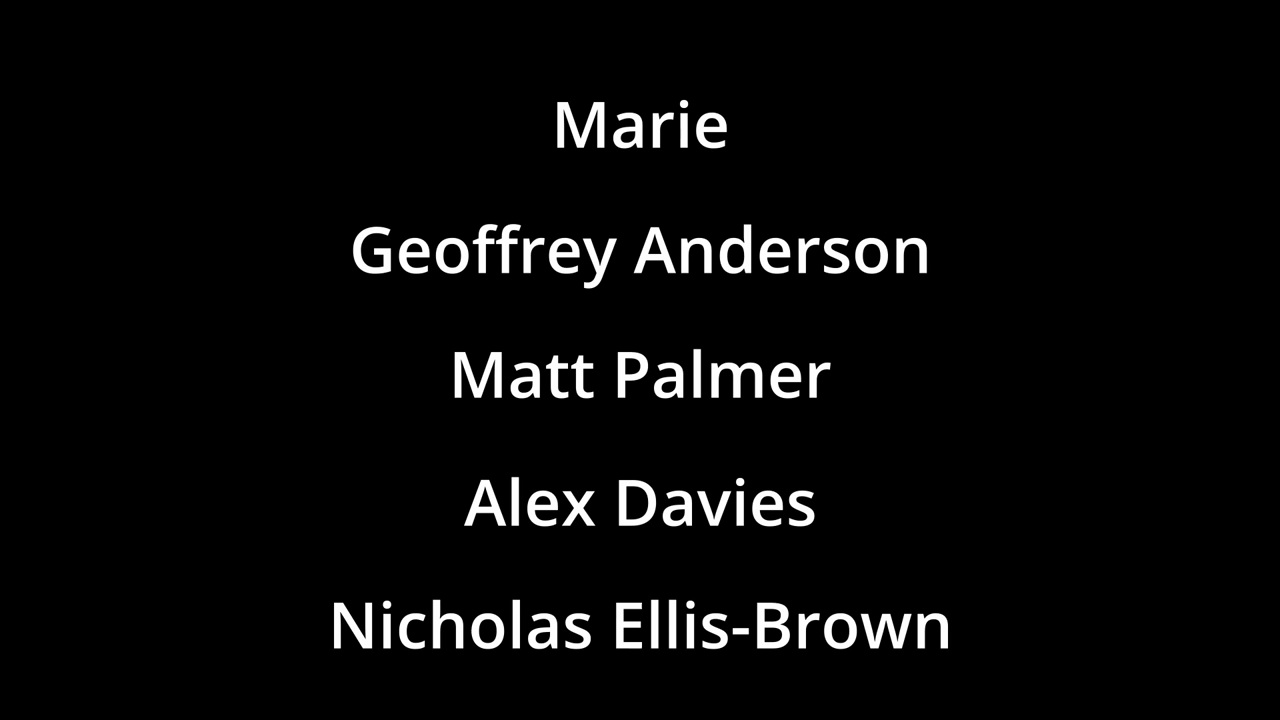 Marie
Geoffrey Anderson
Matt Palmer
Alex Davies
Nicholas Ellis-Brown